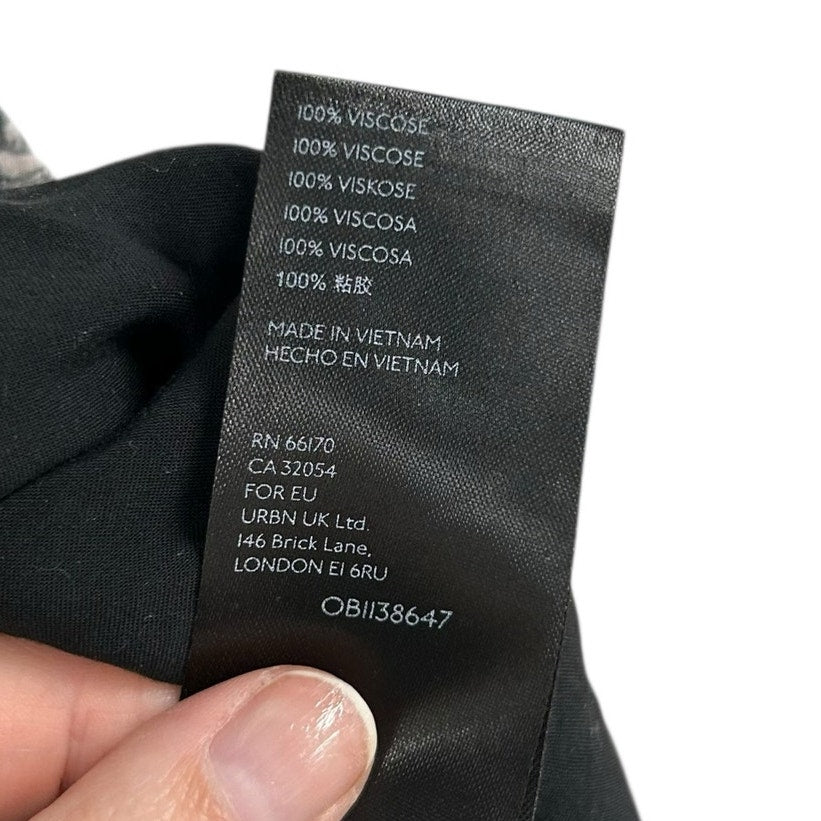 100% VISCOSE
100% VISCOSE
100% VISKOSE
100% VISCOSA
100% VISCOSA
100% 粘胶
MADE IN VIETNAM
HECHO EN VIETNAM
RN 66170
CA 32054
FOR EU
URBN UK Ltd.
146 Brick Lane,
LONDON E1 6RU
OB1138647